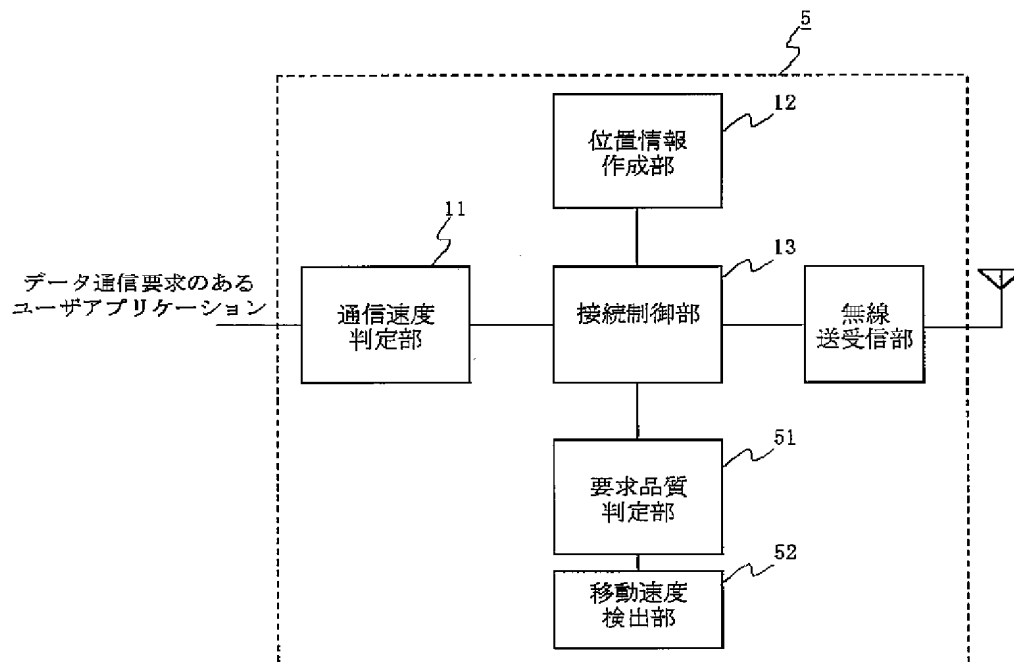 5
12
位置情報
作成部
11
13
データ通信要求のある
ユーザアプリケーション
通信速度
判定部
接続制御部
無線
送受信部
51
要求品質
判定部
52
移動速度
検出部